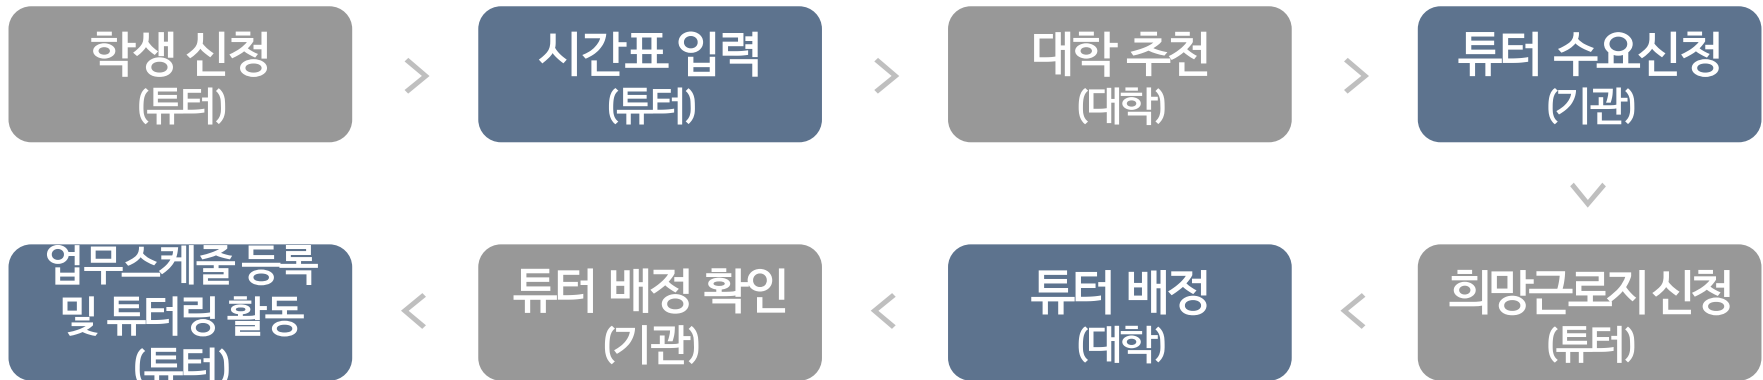 학생 신청
(튜터)
시간표 입력
(튜터)
대학 추천
(대학)
튜터 수요신청
(기관)
희망근로지 신청
(튜터)
튜터 배정
(대학)
튜터 배정 확인
(기관)
업무스케줄 등록
및 튜터링 활동
(튜터)